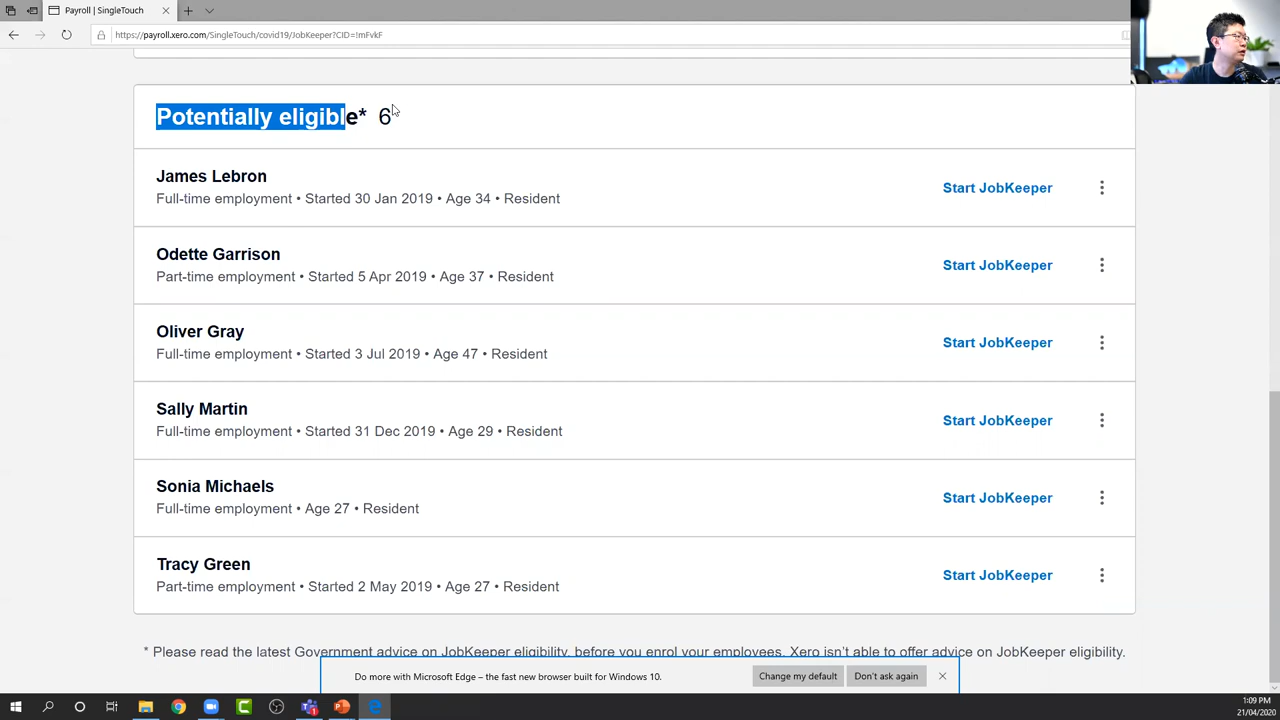 Payroll | SingleTouch
https://payroll.xero.com/SingleTouch/covid19/JobKeeper?CID=!mFvkF
Potentially eligible* 6
James Lebron
Full-time employment • Started 30 Jan 2019 • Age 34 • Resident
Start JobKeeper
Odette Garrison
Part-time employment • Started 5 Apr 2019 • Age 37 • Resident
Start JobKeeper
Oliver Gray
Full-time employment • Started 3 Jul 2019 • Age 47 • Resident
Start JobKeeper
Sally Martin
Full-time employment • Started 31 Dec 2019 • Age 29 • Resident
Start JobKeeper
Sonia Michaels
Full-time employment • Age 27 • Resident
Start JobKeeper
Tracy Green
Part-time employment • Started 2 May 2019 • Age 27 • Resident
Start JobKeeper
* Please read the latest Government advice on JobKeeper eligibility, before you enrol your employees. Xero isn't able to offer advice on JobKeeper eligibility.
Do more with Microsoft Edge – the fast new browser built for Windows 10.
Change my default
Don't ask again
1:09 PM
21/04/2020